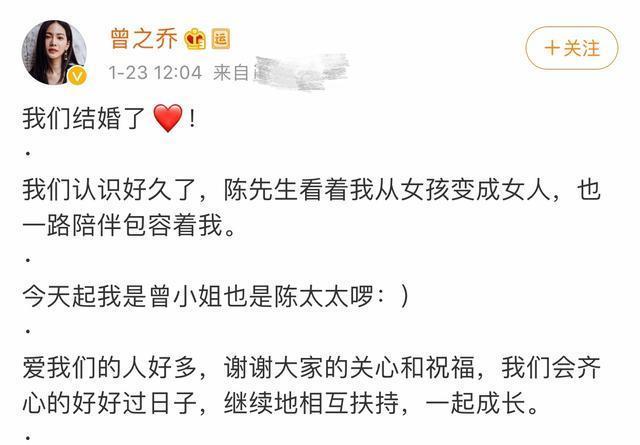 曾之乔 运
+关注
1-23 12:04 来自
我们结婚了❤️!
·
我们认识好久了，陈先生看着我从女孩变成女人，也
一路陪伴包容着我。
·
今天起我是曾小姐也是陈太太啰：）
·
爱我们的人好多，谢谢大家的关心和祝福，我们会齐
心的好好过日子，继续地相互扶持，一起成长。
·